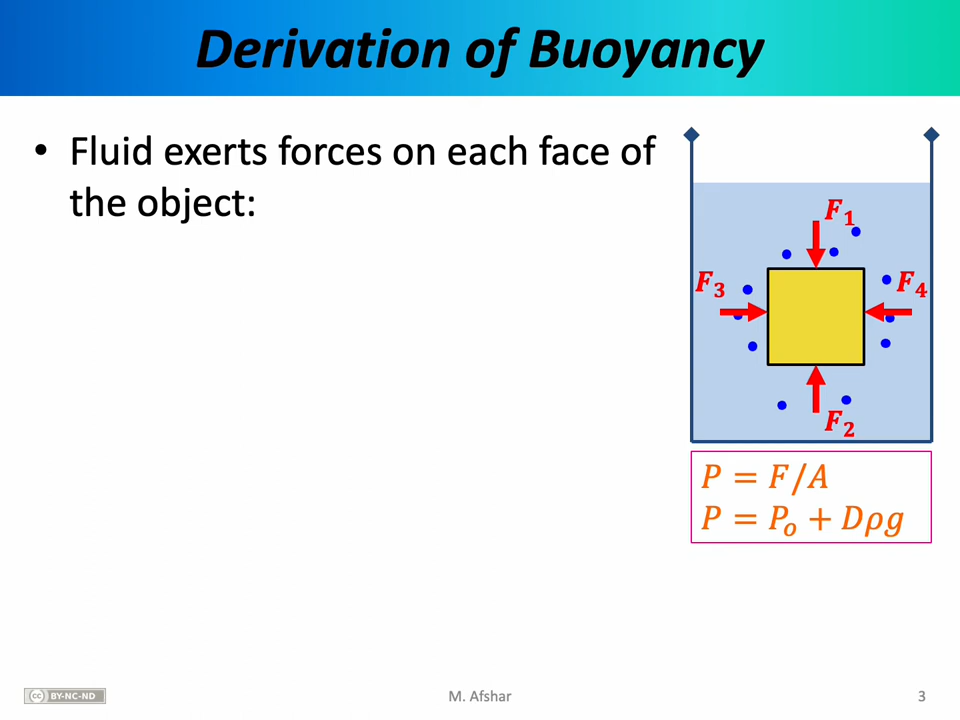 Derivation of Buoyancy
• Fluid exerts forces on each face of
the object:
F₁
F₃
F₄
F₂
P = F/A
P = Pₒ + Dρg
cc BY-NC-ND
M. Afshar
3